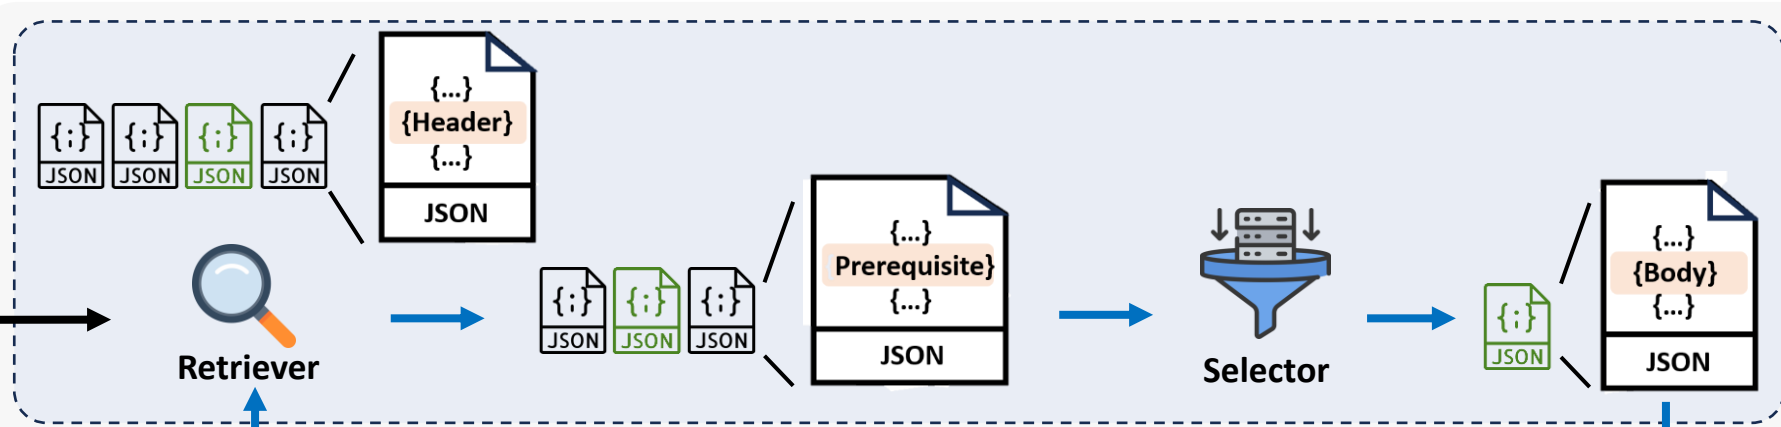 {...}
{Header}
{...}
JSON
{;}
JSON
{;}
JSON
{;}
JSON
{;}
JSON
Retriever
{;}
JSON
{;}
JSON
{;}
JSON
{...}
Prerequisite}
{...}
JSON
Selector
{;}
JSON
{...}
{Body}
{...}
JSON